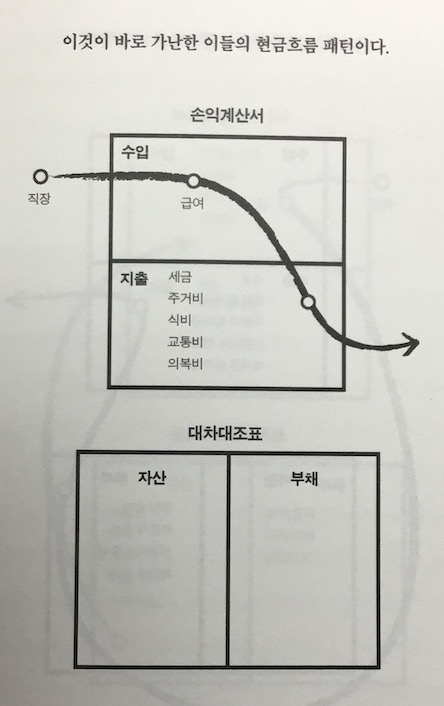 이것이 바로 가난한 이들의 현금흐름 패턴이다.
손익계산서
수입
직장
급여
지출
세금
주거비
식비
교통비
의복비
대차대조표
자산
부채